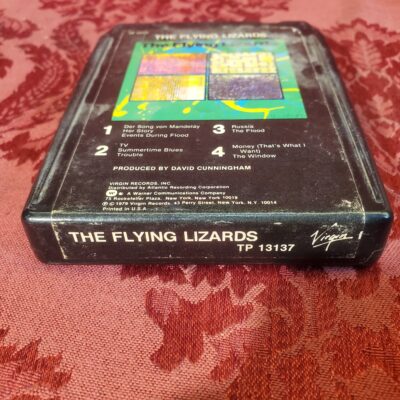 THE FLYING LIZARDS
The Flying
1
Der Song von Mandelay
Her Story
Events During Flood
2
TV
Summertime Blues
Trouble
3
Russia
The Flood
4
Money (That's What I
Want)
The Window
PRODUCED BY DAVID CUNNINGHAM
VIRGIN RECORDS, INC.
Distributed by Atlantic Recording Corporation
A Warner Communications Company
75 Rockefeller Plaza, New York, New York 10019
© 1979 Virgin Records, 43 Perry Street, New York, N.Y. 10014
Printed in U.S.A.
THE FLYING LIZARDS
TP 13137
Virgin